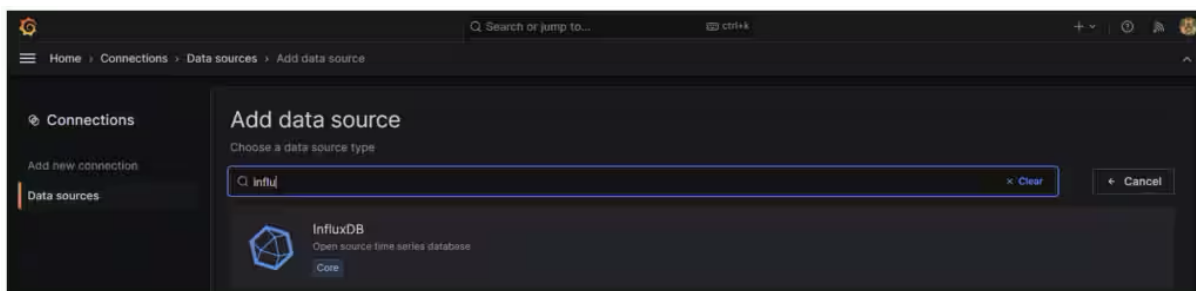 Search or jump to... ctrl+k
Home › Connections › Data sources › Add data source
Connections
Add new connection
Data sources
Add data source
Choose a data source type
influ
× Clear
← Cancel
InfluxDB
Open source time series database
Core